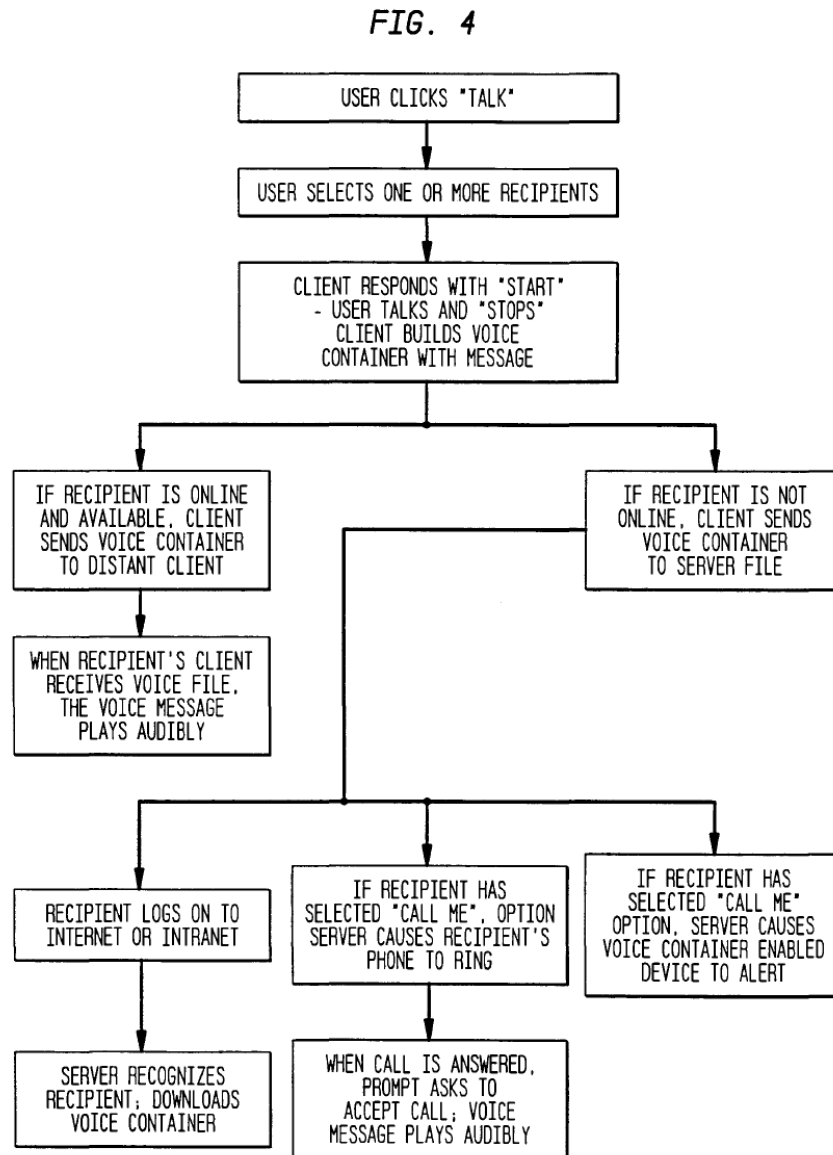 FIG. 4
USER CLICKS "TALK"
USER SELECTS ONE OR MORE RECIPIENTS
CLIENT RESPONDS WITH "START"
- USER TALKS AND "STOPS"
CLIENT BUILDS VOICE
CONTAINER WITH MESSAGE
IF RECIPIENT IS ONLINE
AND AVAILABLE, CLIENT
SENDS VOICE CONTAINER
TO DISTANT CLIENT
IF RECIPIENT IS NOT
ONLINE, CLIENT SENDS
VOICE CONTAINER
TO SERVER FILE
WHEN RECIPIENT'S CLIENT
RECEIVES VOICE FILE,
THE VOICE MESSAGE
PLAYS AUDIBLY
RECIPIENT LOGS ON TO
INTERNET OR INTRANET
IF RECIPIENT HAS
SELECTED "CALL ME", OPTION
SERVER CAUSES RECIPIENT'S
PHONE TO RING
IF RECIPIENT HAS
SELECTED "CALL ME"
OPTION, SERVER CAUSES
VOICE CONTAINER ENABLED
DEVICE TO ALERT
SERVER RECOGNIZES
RECIPIENT; DOWNLOADS
VOICE CONTAINER
WHEN CALL IS ANSWERED,
PROMPT ASKS TO
ACCEPT CALL; VOICE
MESSAGE PLAYS AUDIBLY